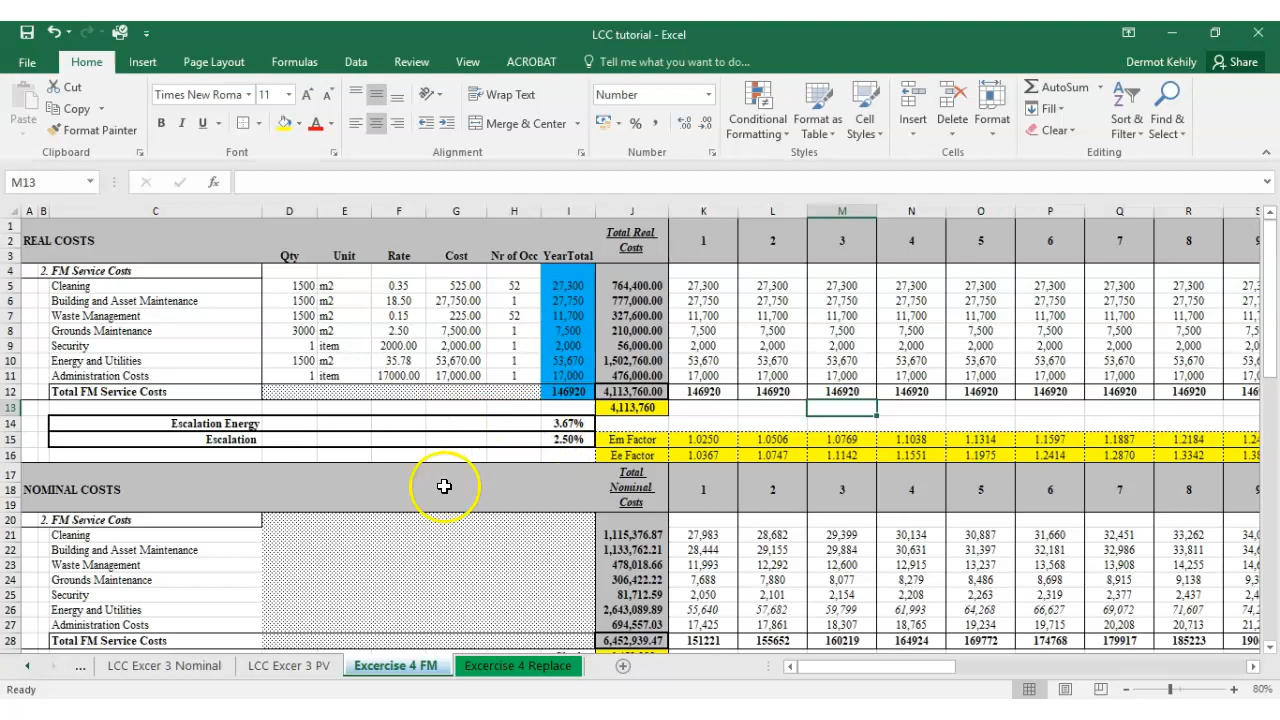 LCC tutorial - Excel
File Home Insert Page Layout Formulas Data Review View ACROBAT Tell me what you want to do... Dermot Kehily Share
Cut
Copy
Format Painter
Paste
Times New Roma 11
B I U
Wrap Text
Merge & Center
Number
Conditional Formatting
Format as Table
Cell Styles
Insert Delete Format
AutoSum
Fill
Clear
Sort & Filter
Find & Select
Clipboard Font Alignment Number Styles Cells Editing
M13 fx
A B C D E F G H I J K L M N O P Q R S
1
2 REAL COSTS Total Real Costs 1 2 3 4 5 6 7 8
3 Qty Unit Rate Cost Nr of Occ YearTotal
4 2. FM Service Costs
5 Cleaning 1500 m2 0.35 525.00 52 27,300 764,400.00 27,300 27,300 27,300 27,300 27,300 27,300 27,300 27,300
6 Building and Asset Maintenance 1500 m2 18.50 27,750.00 1 27,750 777,000.00 27,750 27,750 27,750 27,750 27,750 27,750 27,750 27,750
7 Waste Management 1500 m2 0.15 225.00 52 11,700 327,600.00 11,700 11,700 11,700 11,700 11,700 11,700 11,700 11,700
8 Grounds Maintenance 3000 m2 2.50 7,500.00 1 7,500 210,000.00 7,500 7,500 7,500 7,500 7,500 7,500 7,500 7,500
9 Security 1 item 2000.00 2,000.00 1 2,000 56,000.00 2,000 2,000 2,000 2,000 2,000 2,000 2,000 2,000
10 Energy and Utilities 1500 m2 35.78 53,670.00 1 53,670 1,502,760.00 53,670 53,670 53,670 53,670 53,670 53,670 53,670 53,670
11 Administration Costs 1 item 17000.00 17,000.00 1 17,000 476,000.00 17,000 17,000 17,000 17,000 17,000 17,000 17,000 17,000
12 Total FM Service Costs 146920 4,113,760.00 146920 146920 146920 146920 146920 146920 146920 146920
13 4,113,760
14 Escalation Energy 3.67%
15 Escalation 2.50% Em Factor 1.0250 1.0506 1.0769 1.1038 1.1314 1.1597 1.1887 1.2184
16 Ee Factor 1.0367 1.0747 1.1142 1.1551 1.1975 1.2414 1.2870 1.3342
17
18 NOMINAL COSTS Total Nominal Costs 1 2 3 4 5 6 7 8
19
20 2. FM Service Costs
21 Cleaning 1,115,376.87 27,983 28,682 29,399 30,134 30,887 31,660 32,451 33,262
22 Building and Asset Maintenance 1,133,762.21 28,444 29,155 29,884 30,631 31,397 32,181 32,986 33,811
23 Waste Management 478,018.66 11,993 12,292 12,600 12,915 13,237 13,568 13,908 14,255
24 Grounds Maintenance 306,422.22 7,688 7,880 8,077 8,279 8,486 8,698 8,915 9,138
25 Security 81,712.59 2,050 2,101 2,154 2,208 2,263 2,319 2,377 2,437
26 Energy and Utilities 2,643,089.89 55,640 57,682 59,799 61,993 64,268 66,627 69,072 71,607
27 Administration Costs 694,557.03 17,425 17,861 18,307 18,765 19,234 19,715 20,208 20,713
28 Total FM Service Costs 6,452,939.47 151221 155652 160219 164924 169772 174768 179917 185223
... LCC Excer 3 Nominal LCC Excer 3 PV Excercise 4 FM Excercise 4 Replace
Ready 80%